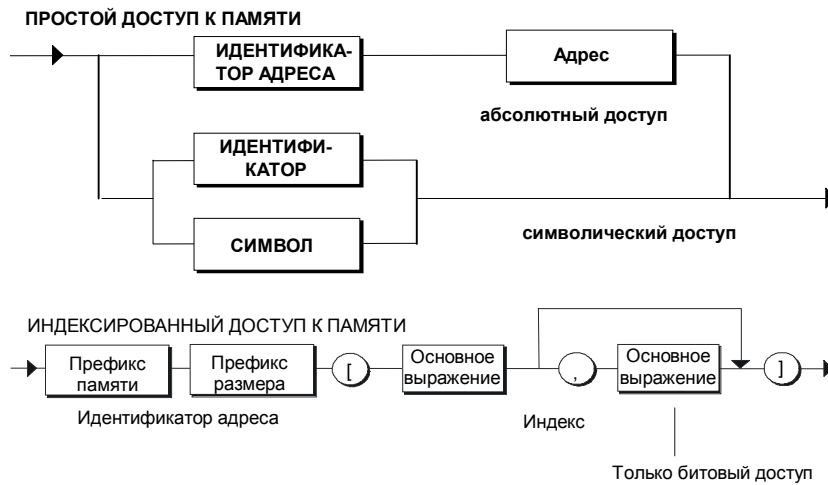 ПРОСТОЙ ДОСТУП К ПАМЯТИ
ИДЕНТИФИКА-
ТОР АДРЕСА
Адрес
абсолютный доступ
ИДЕНТИФИ-
КАТОР
СИМВОЛ
символический доступ
ИНДЕКСИРОВАННЫЙ ДОСТУП К ПАМЯТИ
Префикс
памяти
Префикс
размера
[
Основное
выражение
,
Основное
выражение
]
Идентификатор адреса
Индекс
Только битовый доступ